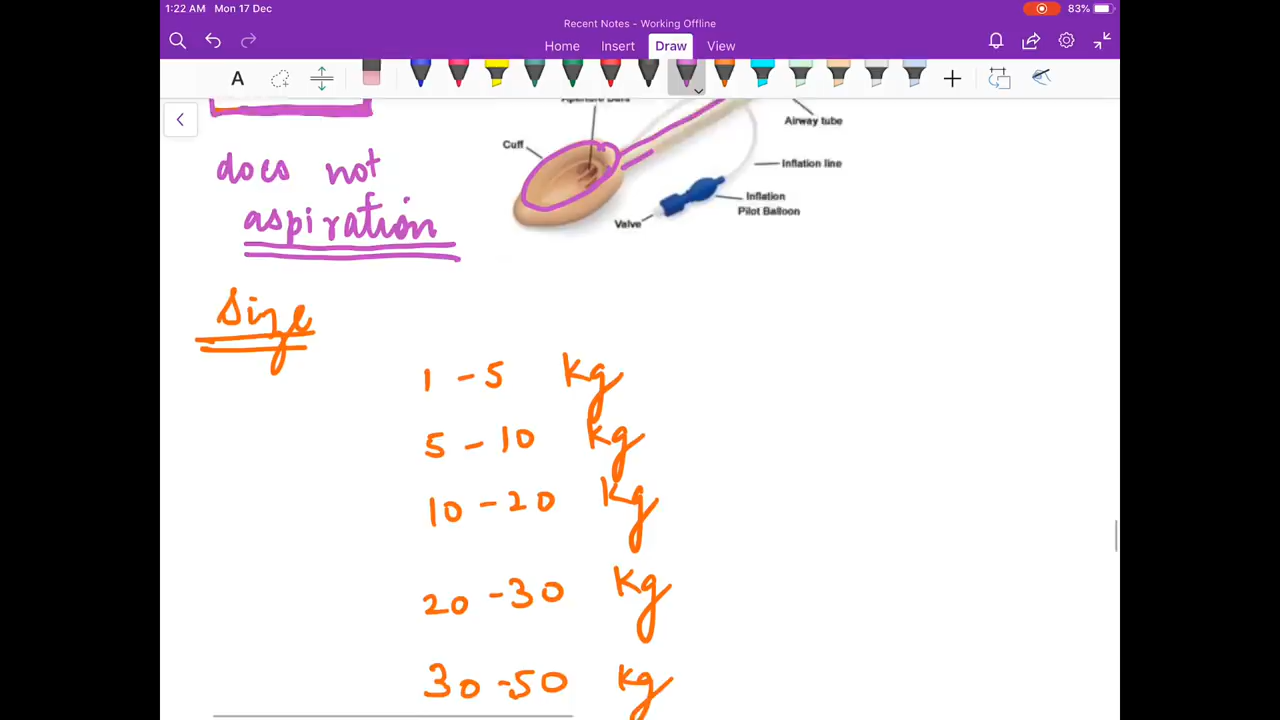 1:22 AM Mon 17 Dec
83%
Recent Notes - Working Offline
Home Insert Draw View
A
Aperture Bars
Airway tube
Cuff
Inflation line
Inflation
Pilot Balloon
Valve
does not
aspiration
Size
1 - 5 kg
5 - 10 kg
10 - 20 kg
20 - 30 kg
30 - 50 kg